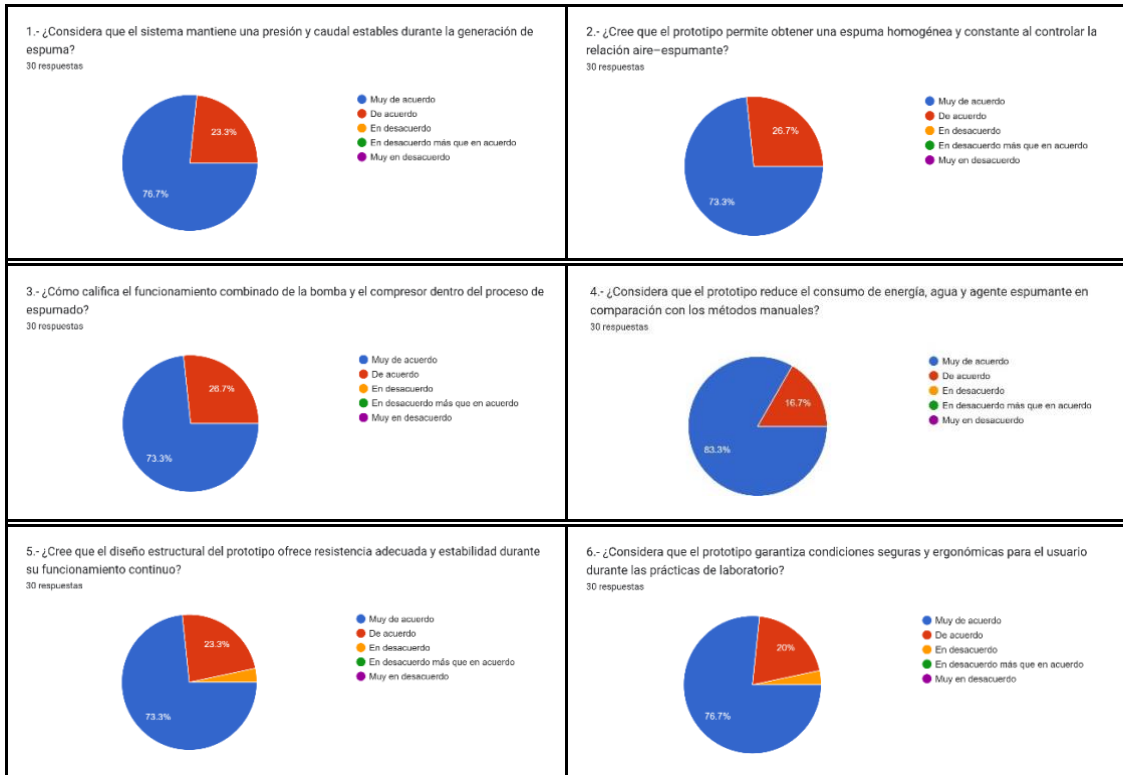 1.- ¿Considera que el sistema mantiene una presión y caudal estables durante la generación de
espuma?
30 respuestas
Muy de acuerdo
De acuerdo
En desacuerdo
En desacuerdo más que en acuerdo
Muy en desacuerdo
23.3%
76.7%
2.- ¿Cree que el prototipo permite obtener una espuma homogénea y constante al controlar la
relación aire–espumante?
30 respuestas
Muy de acuerdo
De acuerdo
En desacuerdo
En desacuerdo más que en acuerdo
Muy en desacuerdo
26.7%
73.3%
3.- ¿Cómo califica el funcionamiento combinado de la bomba y el compresor dentro del proceso de
espumado?
30 respuestas
Muy de acuerdo
De acuerdo
En desacuerdo
En desacuerdo más que en acuerdo
Muy en desacuerdo
26.7%
73.3%
4.- ¿Considera que el prototipo reduce el consumo de energía, agua y agente espumante en
comparación con los métodos manuales?
30 respuestas
Muy de acuerdo
De acuerdo
En desacuerdo
En desacuerdo más que en acuerdo
Muy en desacuerdo
16.7%
83.3%
5.- ¿Cree que el diseño estructural del prototipo ofrece resistencia adecuada y estabilidad durante
su funcionamiento continuo?
30 respuestas
Muy de acuerdo
De acuerdo
En desacuerdo
En desacuerdo más que en acuerdo
Muy en desacuerdo
23.3%
73.3%
6.- ¿Considera que el prototipo garantiza condiciones seguras y ergonómicas para el usuario
durante las prácticas de laboratorio?
30 respuestas
Muy de acuerdo
De acuerdo
En desacuerdo
En desacuerdo más que en acuerdo
Muy en desacuerdo
20%
76.7%